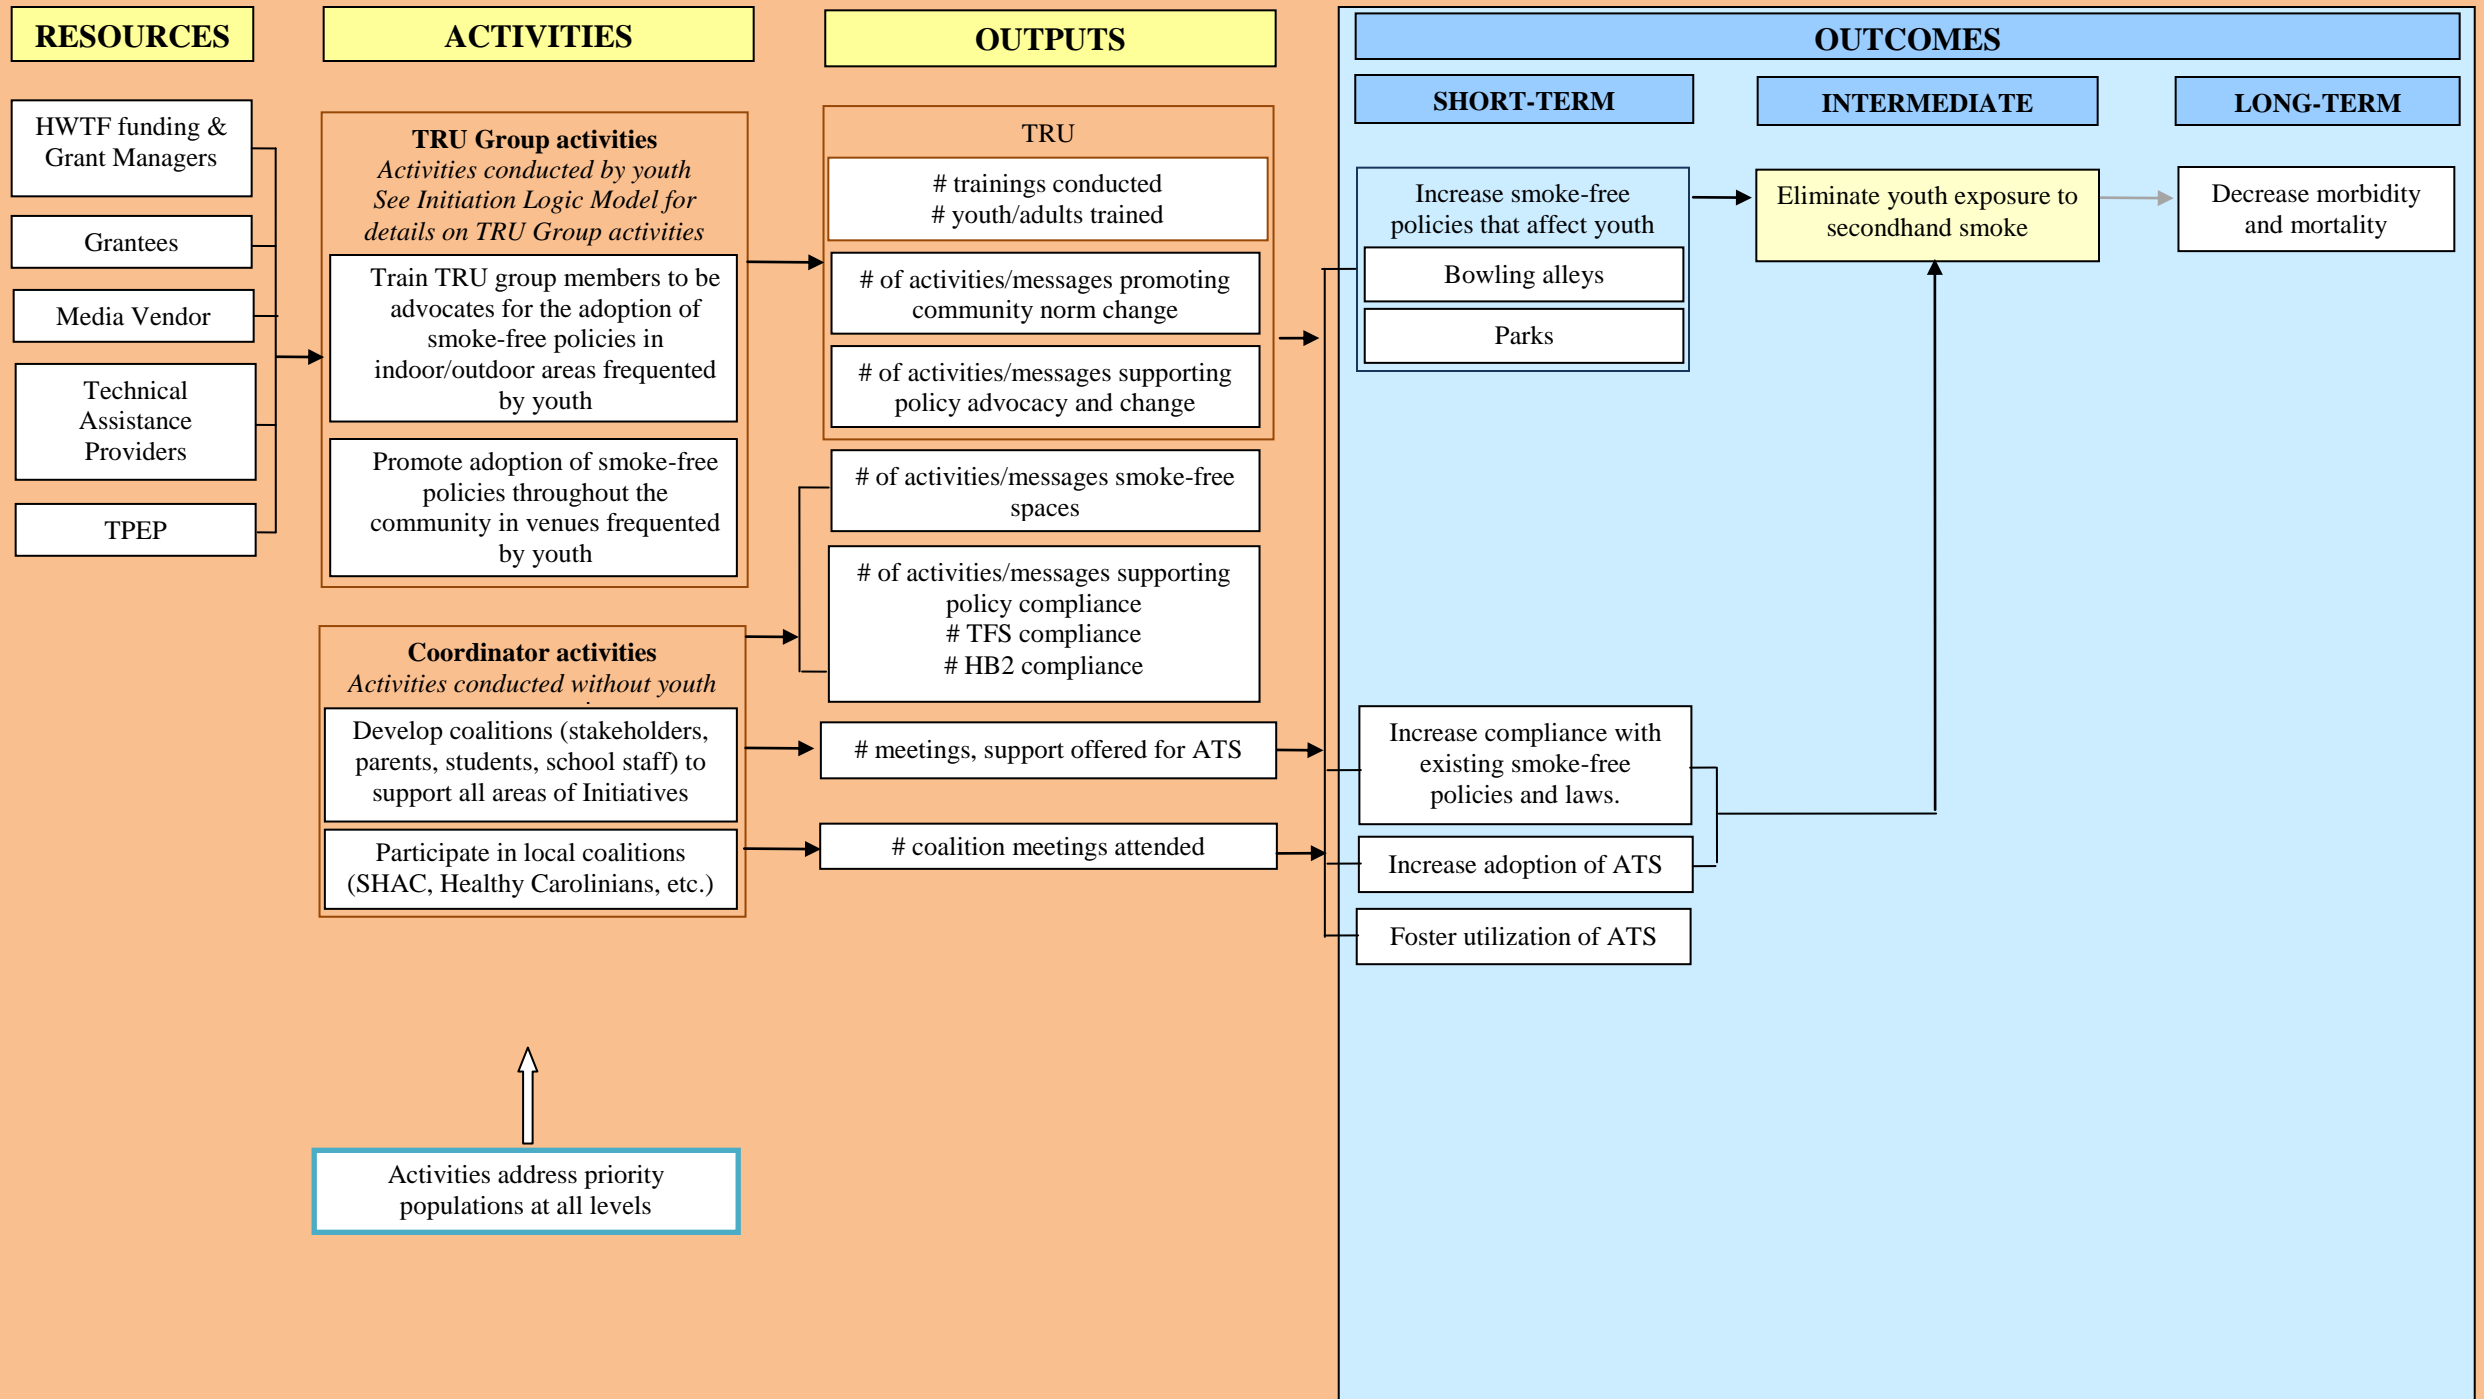 RESOURCES
ACTIVITIES
OUTPUTS
OUTCOMES
SHORT-TERM
INTERMEDIATE
LONG-TERM
HWTF funding &
Grant Managers
Grantees
Media Vendor
Technical
Assistance
Providers
TPEP
TRU Group activities
Activities conducted by youth
See Initiation Logic Model for
details on TRU Group activities
Train TRU group members to be
advocates for the adoption of
smoke-free policies in
indoor/outdoor areas frequented
by youth
Promote adoption of smoke-free
policies throughout the
community in venues frequented
by youth
Coordinator activities
Activities conducted without youth
Develop coalitions (stakeholders,
parents, students, school staff) to
support all areas of Initiatives
Participate in local coalitions
(SHAC, Healthy Carolinians, etc.)
Activities address priority
populations at all levels
TRU
# trainings conducted
# youth/adults trained
# of activities/messages promoting
community norm change
# of activities/messages supporting
policy advocacy and change
# of activities/messages smoke-free
spaces
# of activities/messages supporting
policy compliance
# TFS compliance
# HB2 compliance
# meetings, support offered for ATS
# coalition meetings attended
Increase smoke-free
policies that affect youth
Bowling alleys
Parks
Increase compliance with
existing smoke-free
policies and laws.
Increase adoption of ATS
Foster utilization of ATS
Eliminate youth exposure to
secondhand smoke
Decrease morbidity
and mortality